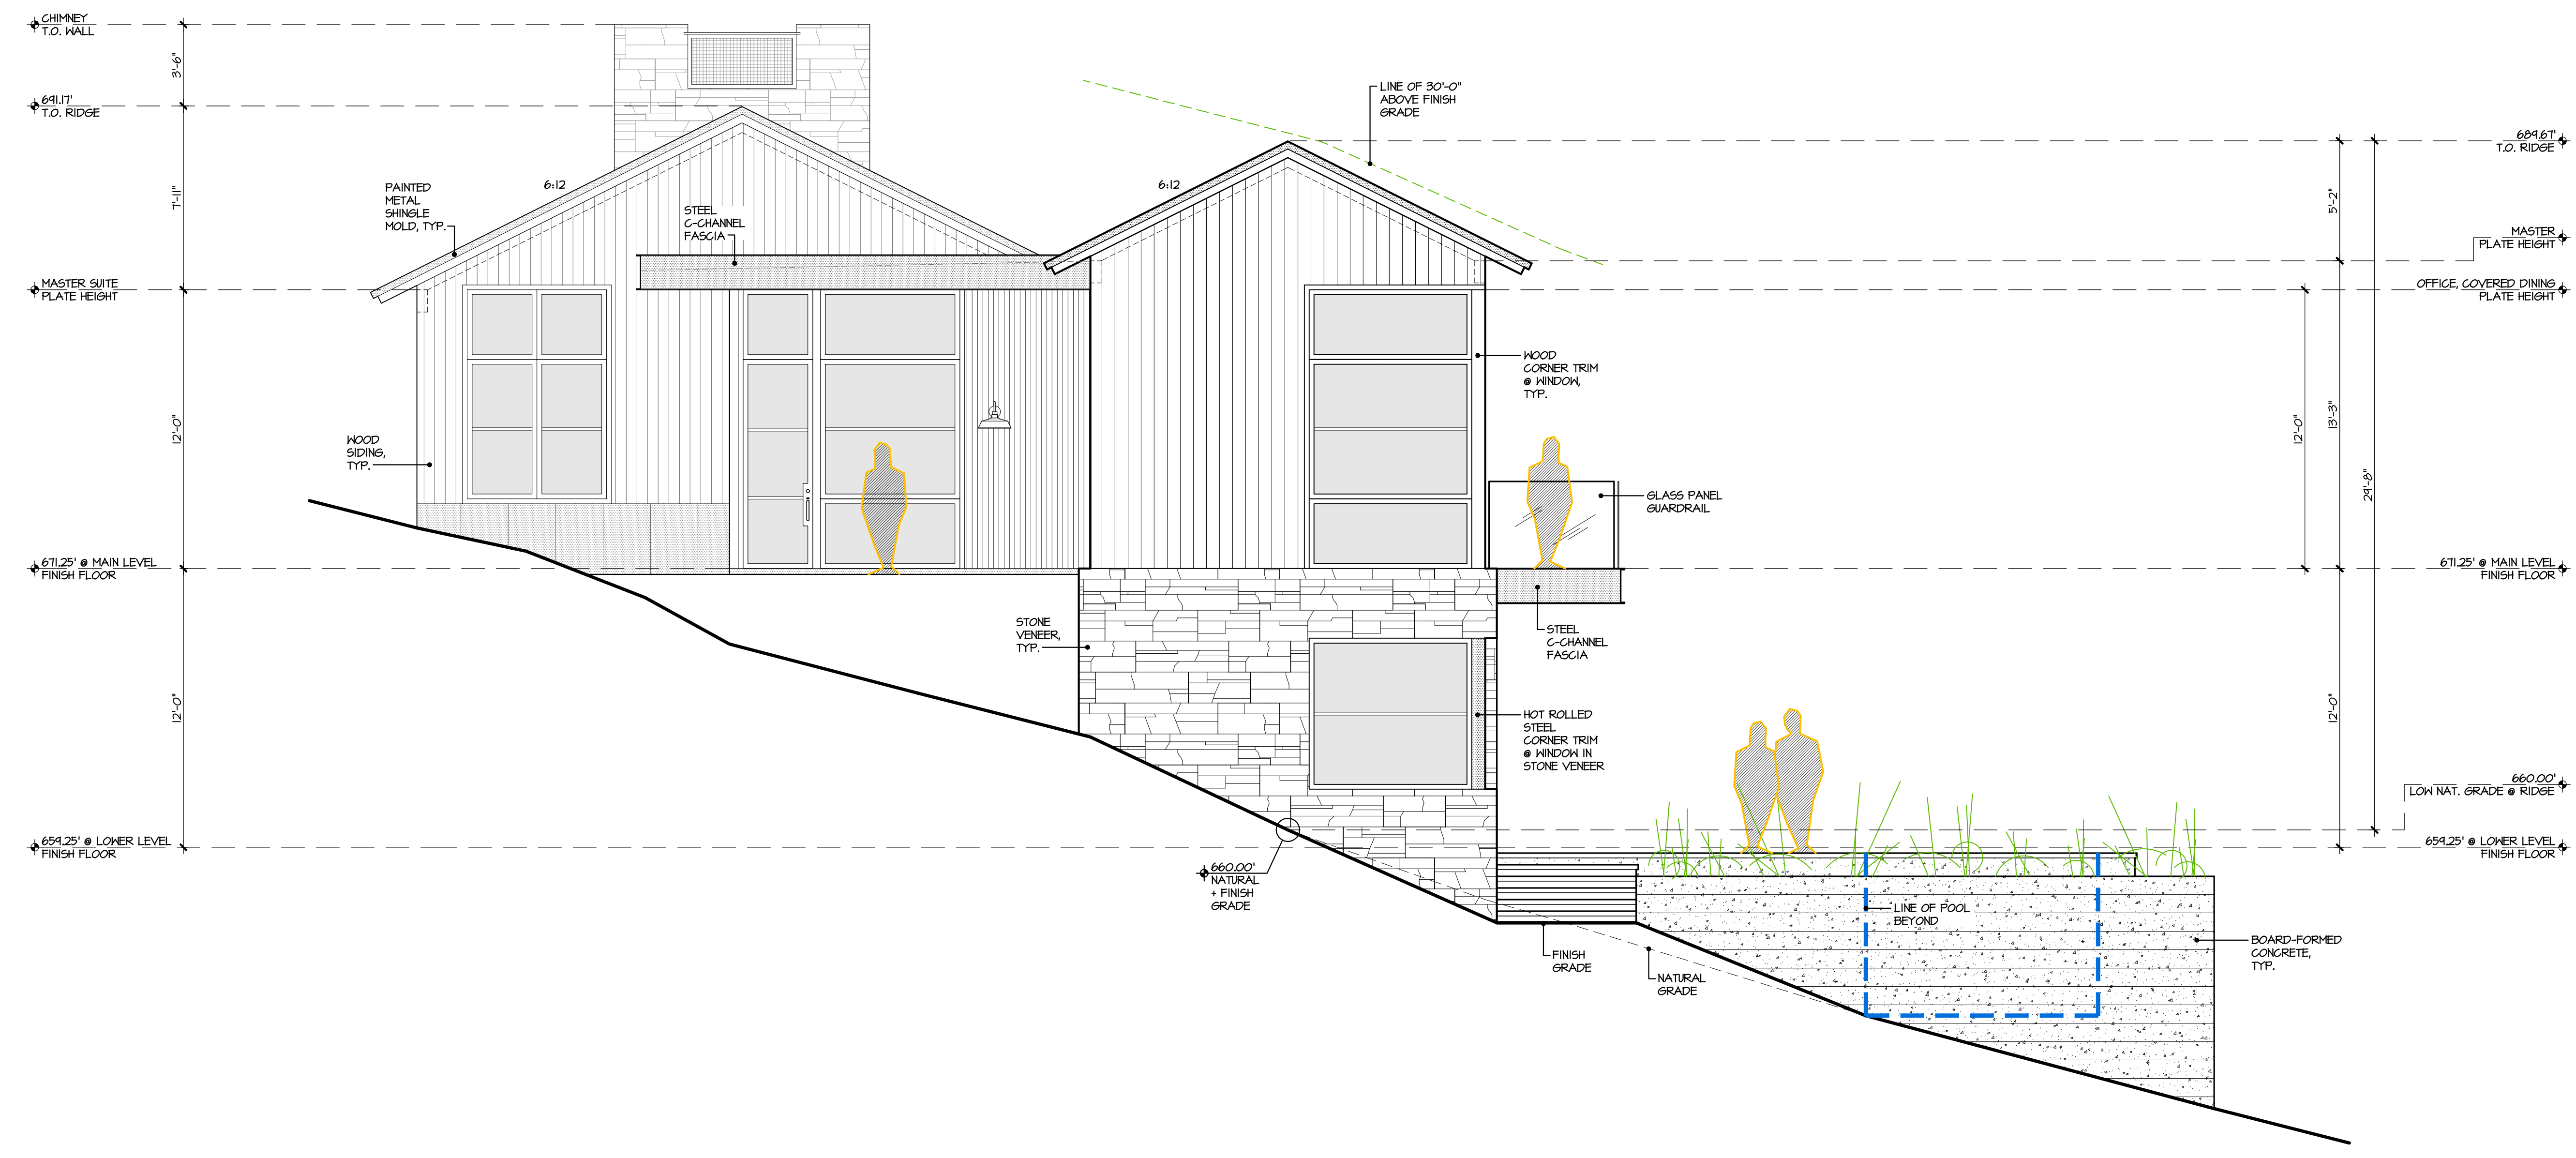 CHIMNEY
T.O. WALL
3'-6"
691.17'
T.O. RIDGE
7'-11"
MASTER SUITE
PLATE HEIGHT
12'-0"
671.25' @ MAIN LEVEL
FINISH FLOOR
12'-0"
659.25' @ LOWER LEVEL
FINISH FLOOR
PAINTED
METAL
SHINGLE
MOLD, TYP.
6:12
STEEL
C-CHANNEL
FASCIA
WOOD
SIDING,
TYP.
6:12
LINE OF 30'-0"
ABOVE FINISH
GRADE
WOOD
CORNER TRIM
@ WINDOW,
TYP.
GLASS PANEL
GUARDRAIL
STEEL
C-CHANNEL
FASCIA
STONE
VENEER,
TYP.
HOT ROLLED
STEEL
CORNER TRIM
@ WINDOW IN
STONE VENEER
660.00'
NATURAL
+ FINISH
GRADE
FINISH
GRADE
NATURAL
GRADE
LINE OF POOL
BEYOND
BOARD-FORMED
CONCRETE,
TYP.
689.67'
T.O. RIDGE
5'-2"
MASTER
PLATE HEIGHT
OFFICE, COVERED DINING
PLATE HEIGHT
12'-0"
13'-3"
29'-8"
671.25' @ MAIN LEVEL
FINISH FLOOR
12'-0"
660.00'
LOW NAT. GRADE @ RIDGE
659.25' @ LOWER LEVEL
FINISH FLOOR